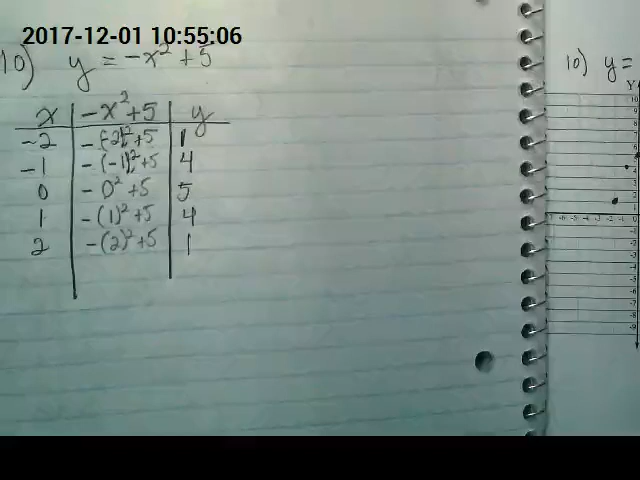 2017-12-01 10:55:06
10) y = -x² + 5
x | -x² + 5 | y
-2 | -(-2)² + 5 | 1
-1 | -(-1)² + 5 | 4
0 | -0² + 5 | 5
1 | -(1)² + 5 | 4
2 | -(2)² + 5 | 1
10) y =
Y